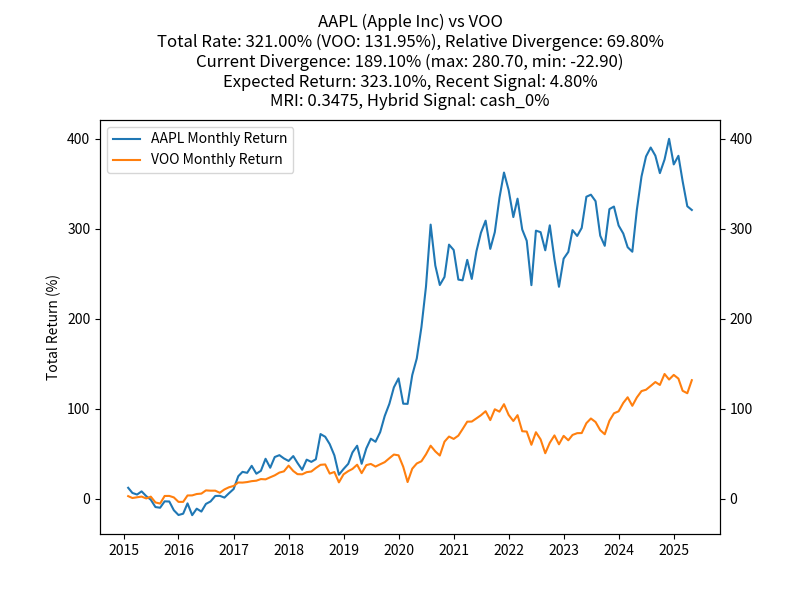 AAPL (Apple Inc) vs VOO
Total Rate: 321.00% (VOO: 131.95%), Relative Divergence: 69.80%
Current Divergence: 189.10% (max: 280.70, min: -22.90)
Expected Return: 323.10%, Recent Signal: 4.80%
MRI: 0.3475, Hybrid Signal: cash_0%
AAPL Monthly Return
VOO Monthly Return
Total Return (%)
400
300
200
100
0
400
300
200
100
0
2015 2016 2017 2018 2019 2020 2021 2022 2023 2024 2025